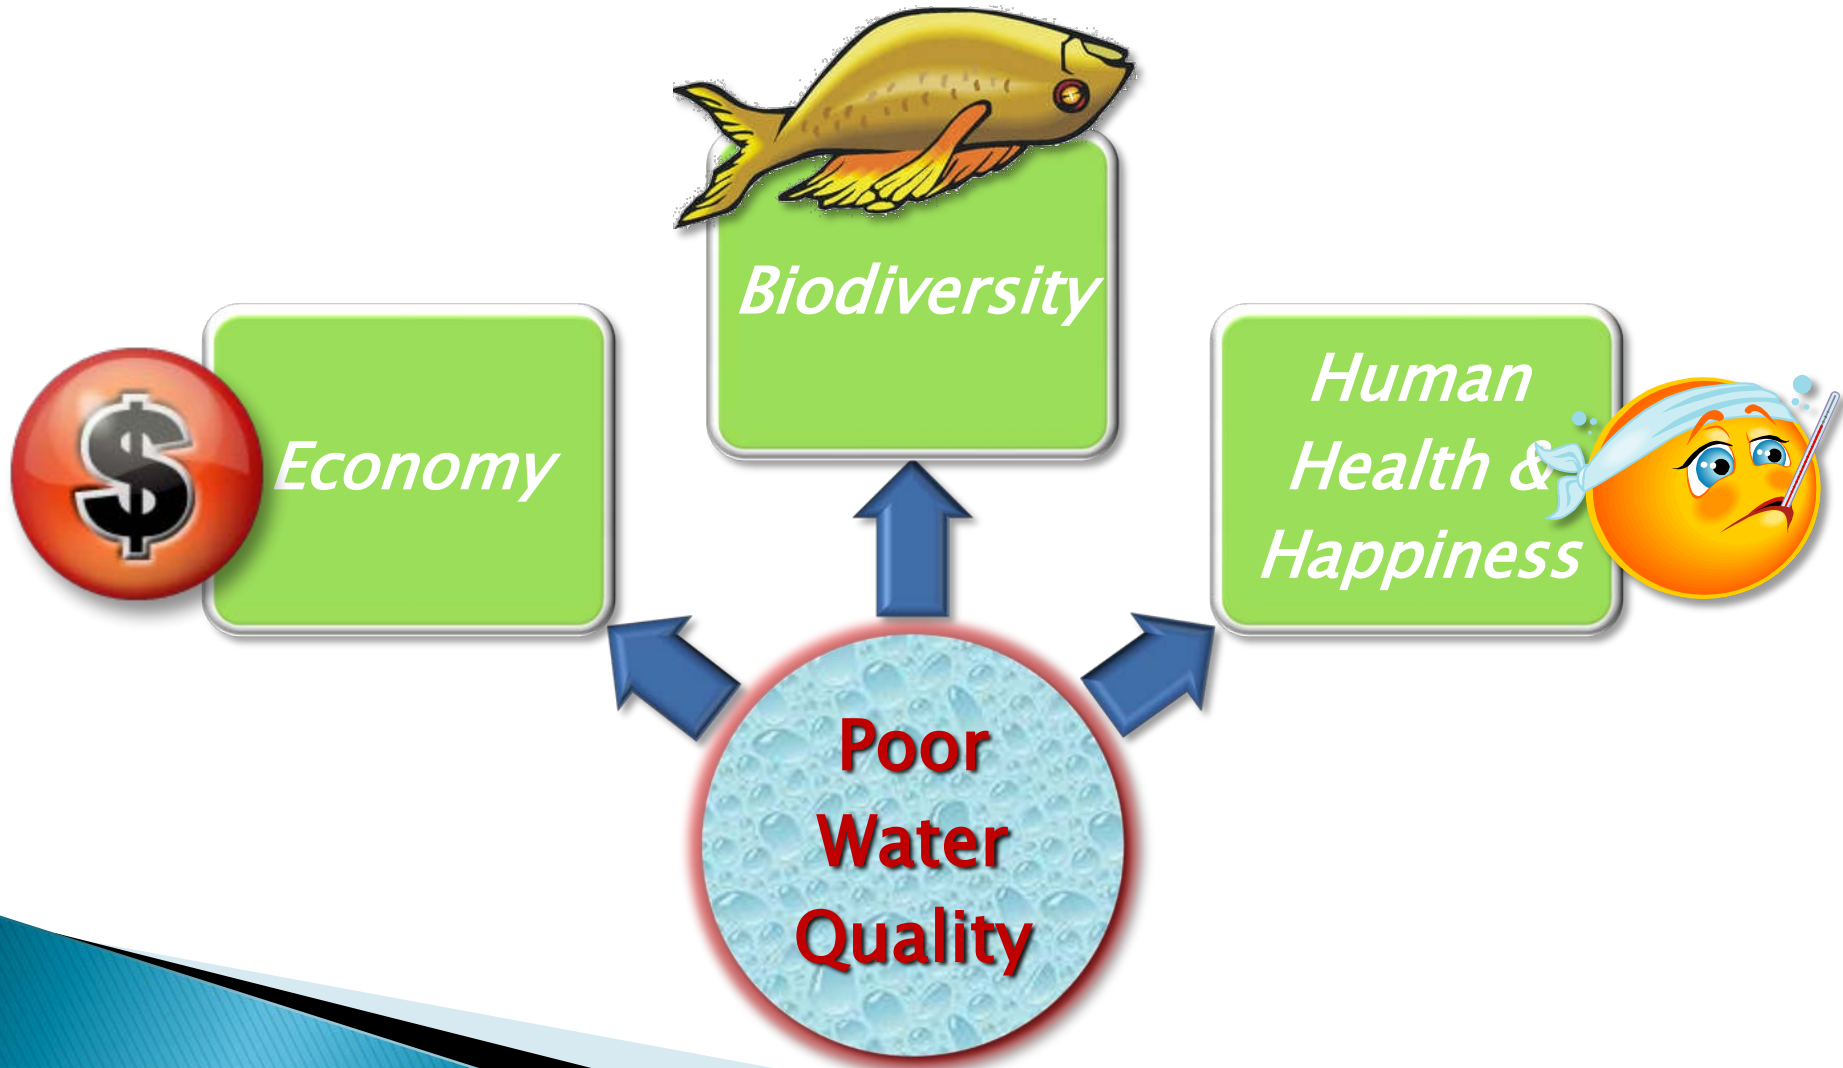 Biodiversity
Economy
Human
Health &
Happiness
Poor
Water
Quality
$